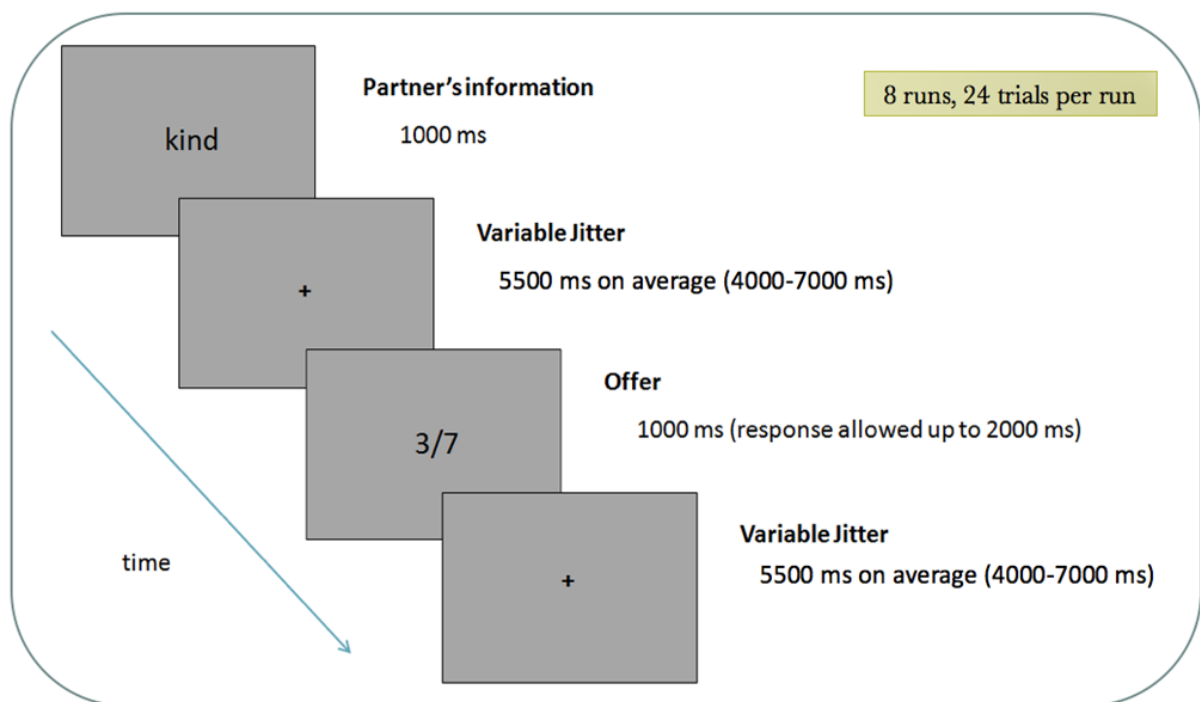 kind
Partner's information
1000 ms
8 runs, 24 trials per run
+
Variable Jitter
5500 ms on average (4000-7000 ms)
3/7
Offer
1000 ms (response allowed up to 2000 ms)
+
Variable Jitter
5500 ms on average (4000-7000 ms)
time